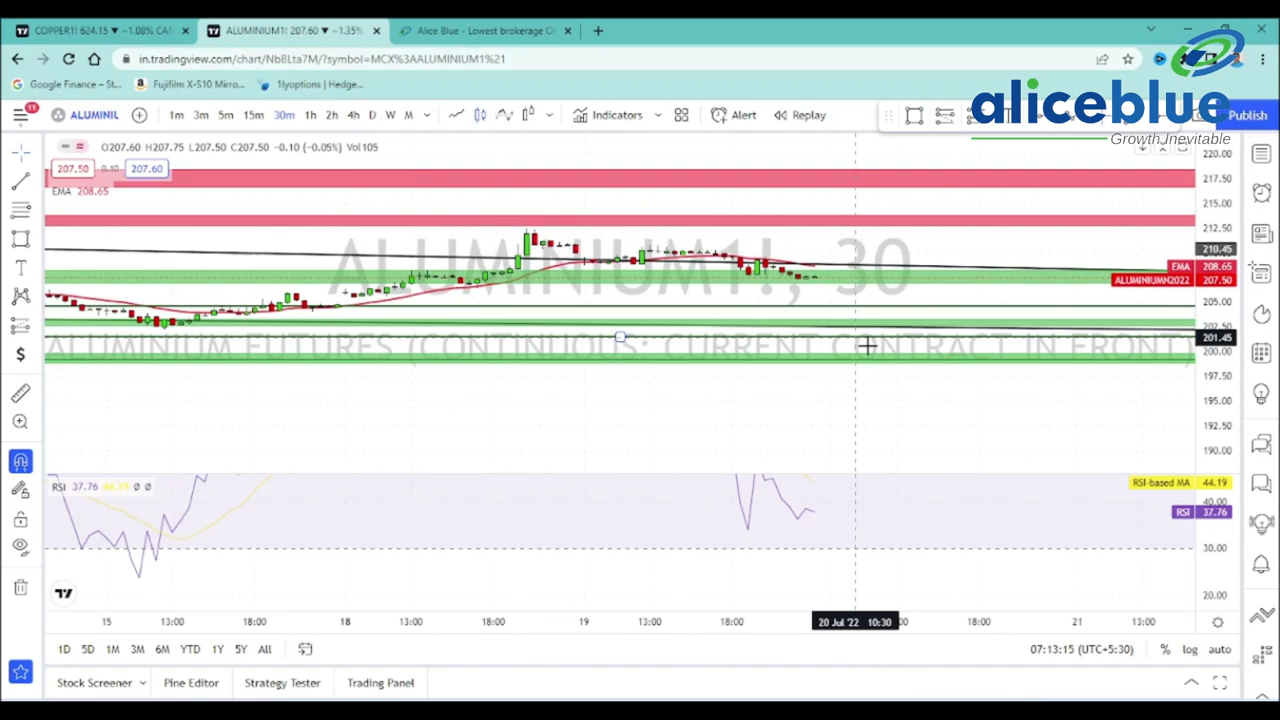 COPPER1! 624.15 ▼ −1.08% CA
ALUMINIUM1! 207.60 ▼ −1.35%
Alice Blue - Lowest brokerage
in.tradingview.com/chart/NbBLta7M/?symbol=MCX%3AALUMINIUM1%21
Google Finance - St...
Fujifilm X-S10 Mirro...
1lyoptions | Hedge...
aliceblue
Growth Inevitable
11
ALUMINIU
1m 3m 5m 15m 30m 1h 2h 4h D W M
Indicators
Alert
Replay
Publish
O207.60 H207.75 L207.50 C207.50 −0.10 (−0.05%) Vol105
207.50 0.10 207.60
EMA 208.65
ALUMINIUM1!, 30
ALUMINIUM FUTURES (CONTINUOUS: CURRENT CONTRACT IN FRONT)
220.00
217.50
215.00
212.50
210.45
EMA 208.65
ALUMINIUMN2022 207.50
205.00
202.50
201.45
200.00
197.50
195.00
192.50
190.00
RSI 37.76 44.19 Ø Ø
RSI-based MA 44.19
40.00
RSI 37.76
30.00
20.00
15 13:00 18:00 18 13:00 18:00 19 13:00 18:00 20 Jul '22 10:30 18:00 21 13:00
1D 5D 1M 3M 6M YTD 1Y 5Y All
07:13:15 (UTC+5:30)
% log auto
Stock Screener
Pine Editor
Strategy Tester
Trading Panel